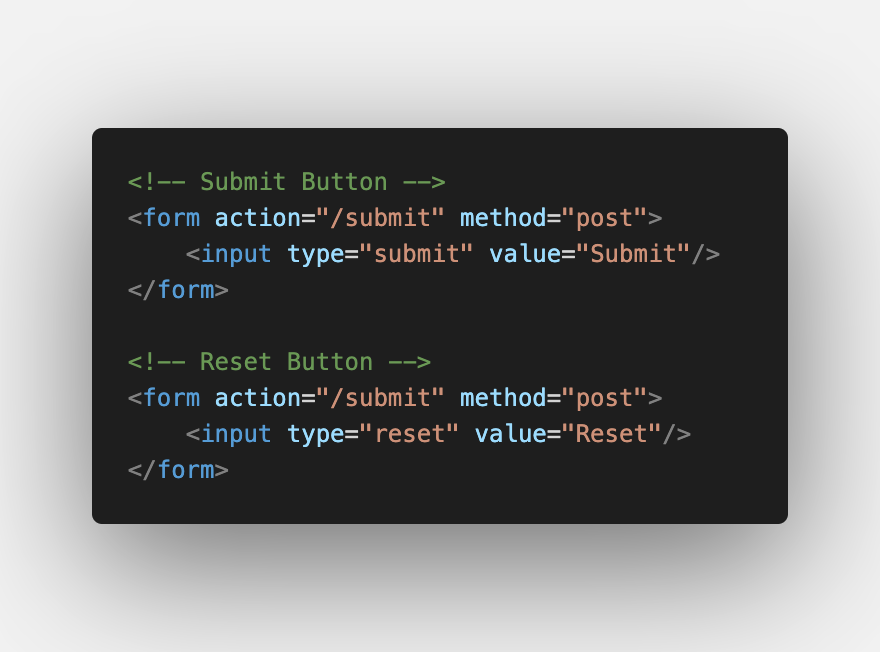 <!-- Submit Button -->
<form action="/submit" method="post">
    <input type="submit" value="Submit"/>
</form>

<!-- Reset Button -->
<form action="/submit" method="post">
    <input type="reset" value="Reset"/>
</form>